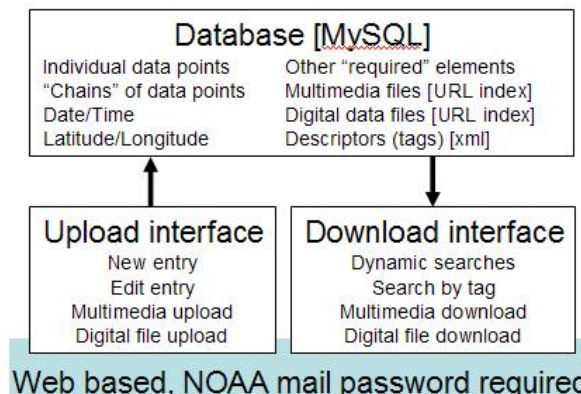 Database [MySQL]
Individual data points
"Chains" of data points
Date/Time
Latitude/Longitude
Other "required" elements
Multimedia files [URL index]
Digital data files [URL index]
Descriptors (tags) [xml]
Upload interface
New entry
Edit entry
Multimedia upload
Digital file upload
Download interface
Dynamic searches
Search by tag
Multimedia download
Digital file download
Web based, NOAA mail password required